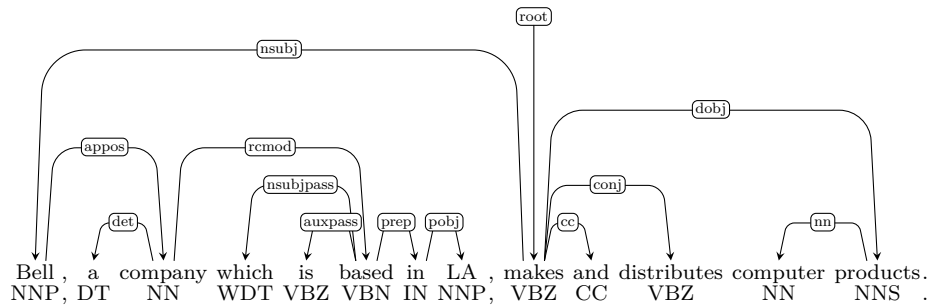 root
nsubj
dobj
appos rcmod
nsubjpass conj
det auxpass prep pobj cc nn
Bell , a company which is based in LA , makes and distributes computer products.
NNP, DT NN WDT VBZ VBN IN NNP, VBZ CC VBZ NN NNS .